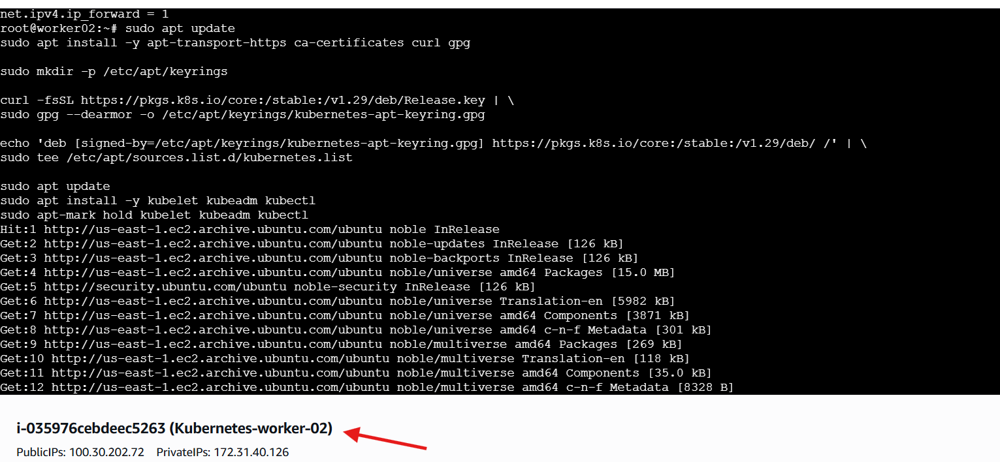 net.ipv4.ip_forward = 1
root@worker02:~# sudo apt update
sudo apt install -y apt-transport-https ca-certificates curl gpg
sudo mkdir -p /etc/apt/keyrings
curl -fsSL https://pkgs.k8s.io/core:/stable:/v1.29/deb/Release.key | \
sudo gpg --dearmor -o /etc/apt/keyrings/kubernetes-apt-keyring.gpg
echo 'deb [signed-by=/etc/apt/keyrings/kubernetes-apt-keyring.gpg] https://pkgs.k8s.io/core:/stable:/v1.29/deb/ /' | \
sudo tee /etc/apt/sources.list.d/kubernetes.list
sudo apt update
sudo apt install -y kubelet kubeadm kubectl
sudo apt-mark hold kubelet kubeadm kubectl
Hit:1 http://us-east-1.ec2.archive.ubuntu.com/ubuntu noble InRelease
Get:2 http://us-east-1.ec2.archive.ubuntu.com/ubuntu noble-updates InRelease [126 kB]
Get:3 http://us-east-1.ec2.archive.ubuntu.com/ubuntu noble-backports InRelease [126 kB]
Get:4 http://us-east-1.ec2.archive.ubuntu.com/ubuntu noble/universe amd64 Packages [15.0 MB]
Get:5 http://security.ubuntu.com/ubuntu noble-security InRelease [126 kB]
Get:6 http://us-east-1.ec2.archive.ubuntu.com/ubuntu noble/universe Translation-en [5982 kB]
Get:7 http://us-east-1.ec2.archive.ubuntu.com/ubuntu noble/universe amd64 Components [3871 kB]
Get:8 http://us-east-1.ec2.archive.ubuntu.com/ubuntu noble/universe amd64 c-n-f Metadata [301 kB]
Get:9 http://us-east-1.ec2.archive.ubuntu.com/ubuntu noble/multiverse amd64 Packages [269 kB]
Get:10 http://us-east-1.ec2.archive.ubuntu.com/ubuntu noble/multiverse Translation-en [118 kB]
Get:11 http://us-east-1.ec2.archive.ubuntu.com/ubuntu noble/multiverse amd64 Components [35.0 kB]
Get:12 http://us-east-1.ec2.archive.ubuntu.com/ubuntu noble/multiverse amd64 c-n-f Metadata [8328 B]
i-035976cebdeec5263 (Kubernetes-worker-02)
PublicIPs: 100.30.202.72 PrivateIPs: 172.31.40.126